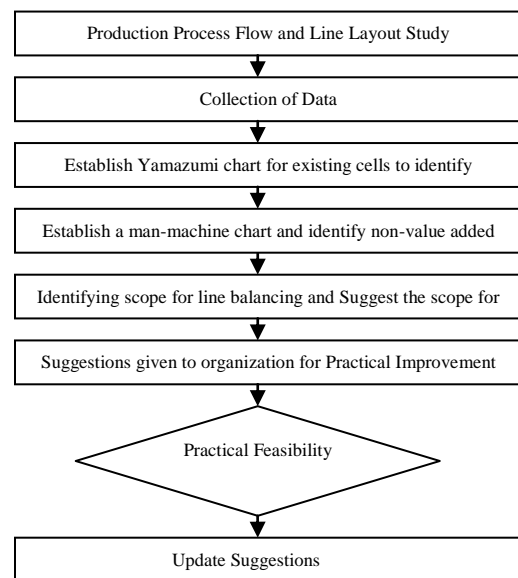 Production Process Flow and Line Layout Study
Collection of Data
Establish Yamazumi chart for existing cells to identify
Establish a man-machine chart and identify non-value added
Identifying scope for line balancing and Suggest the scope for
Suggestions given to organization for Practical Improvement
Practical Feasibility
Update Suggestions